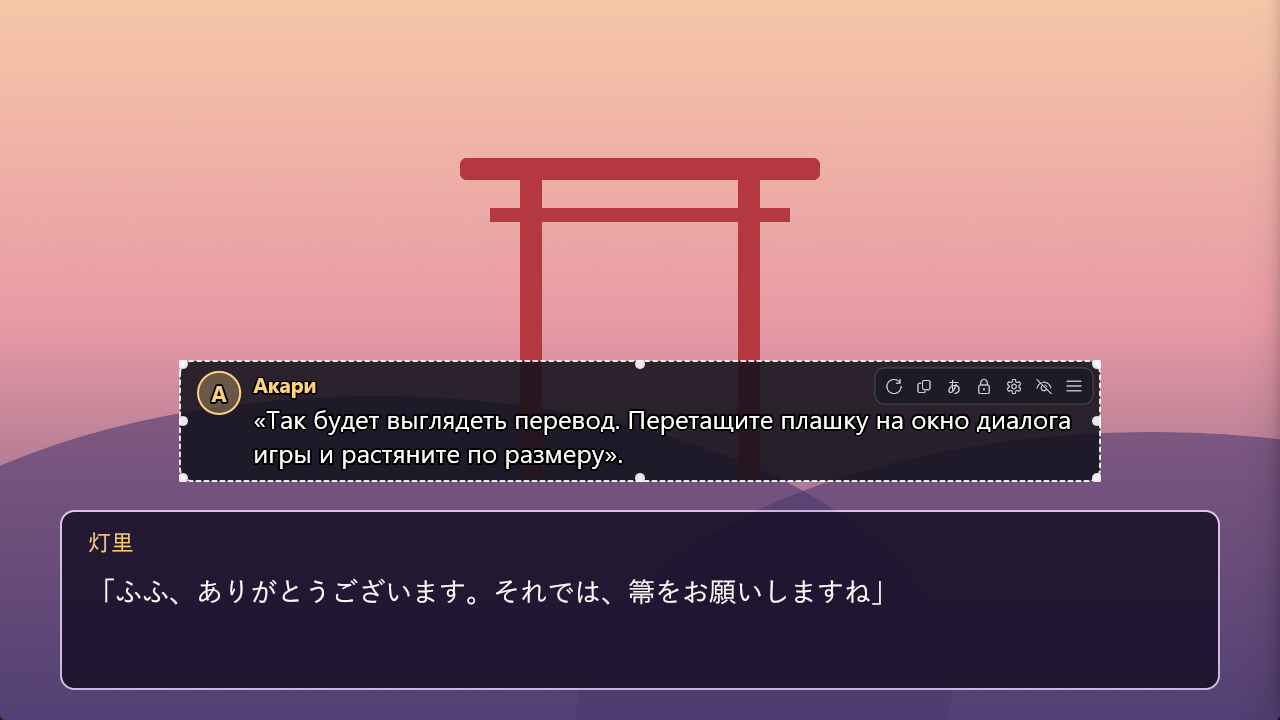 A
Акари
あ
«Так будет выглядеть перевод. Перетащите плашку на окно диалога
игры и растяните по размеру».
灯里
「ふふ、ありがとうございます。それでは、箒をお願いしますね」